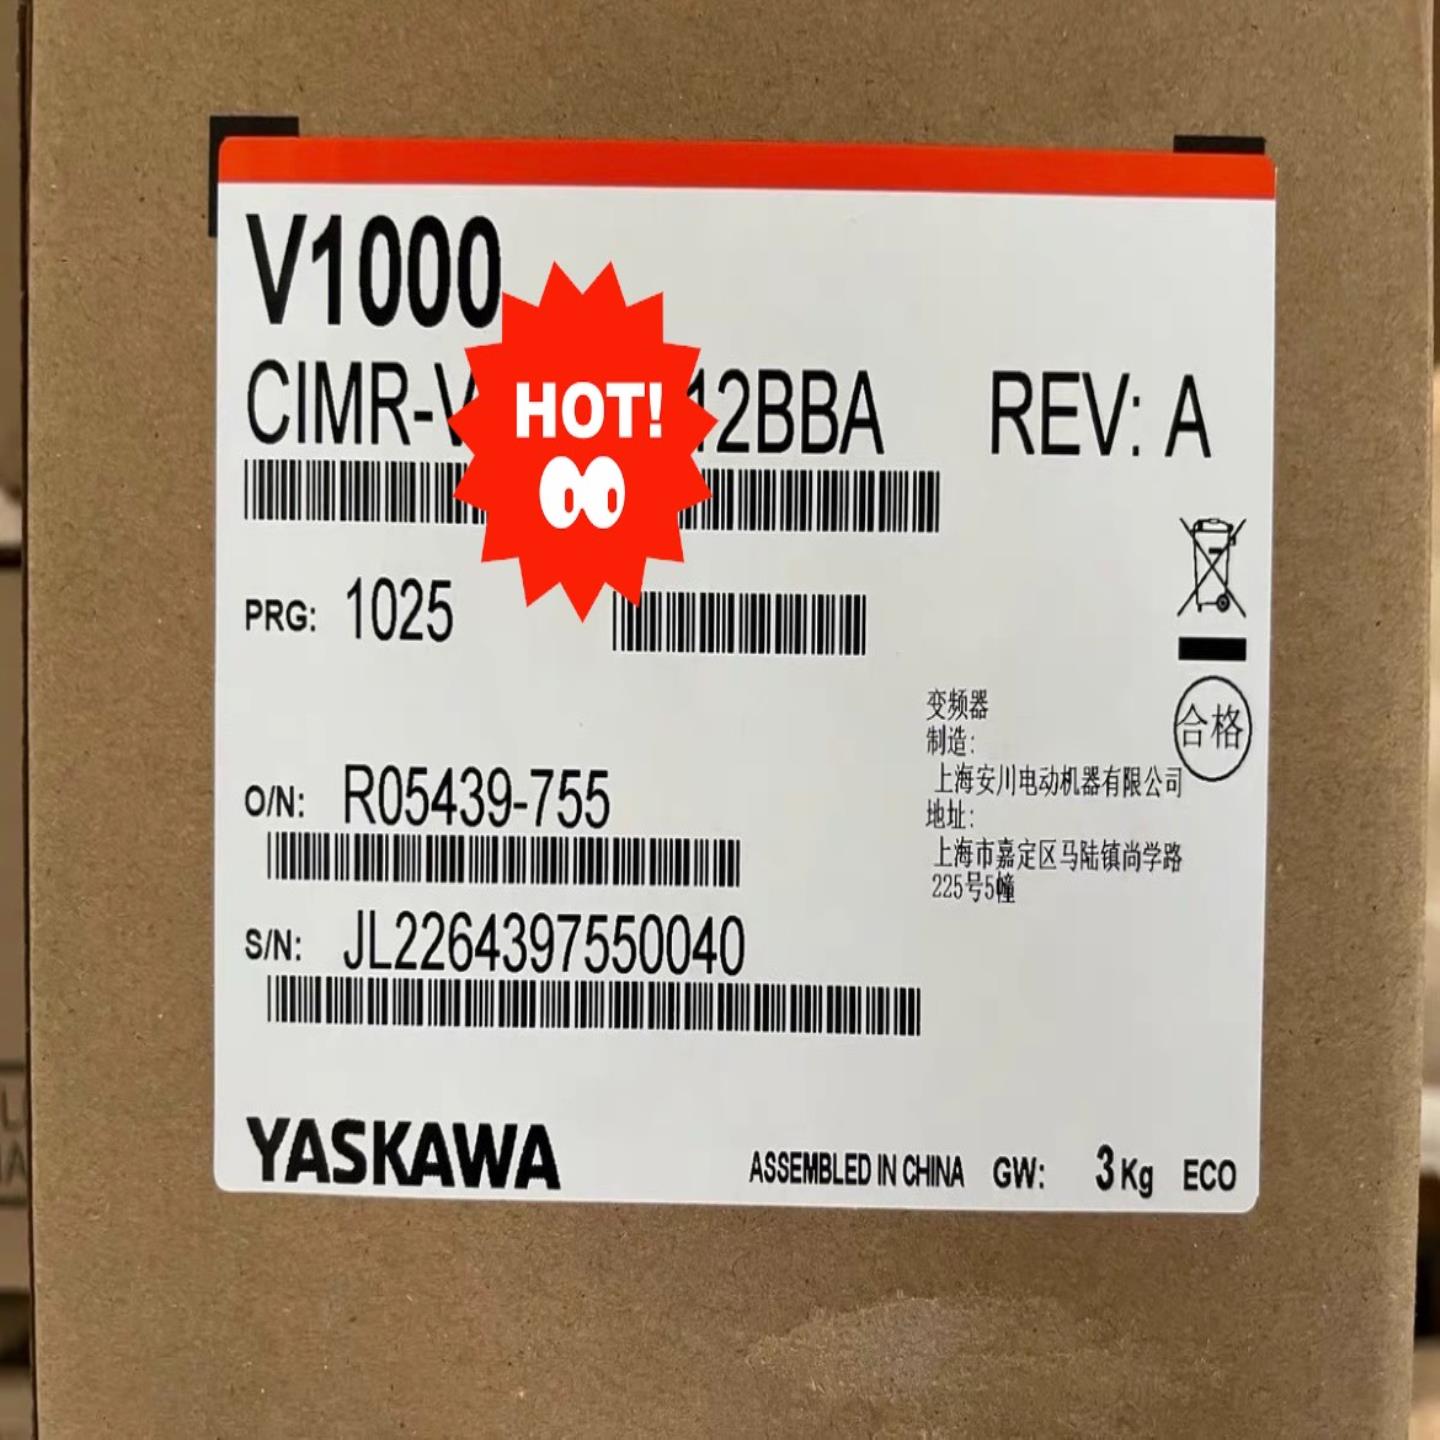 V1000
HOT!
CIMR-V 12BBA REV: A
PRG: 1025
变频器
制造:
上海安川电动机器有限公司
地址:
上海市嘉定区马陆镇尚学路
225号5幢
合格
O/N: R05439-755
S/N: JL2264397550040
YASKAWA
ASSEMBLED IN CHINA GW: 3Kg ECO